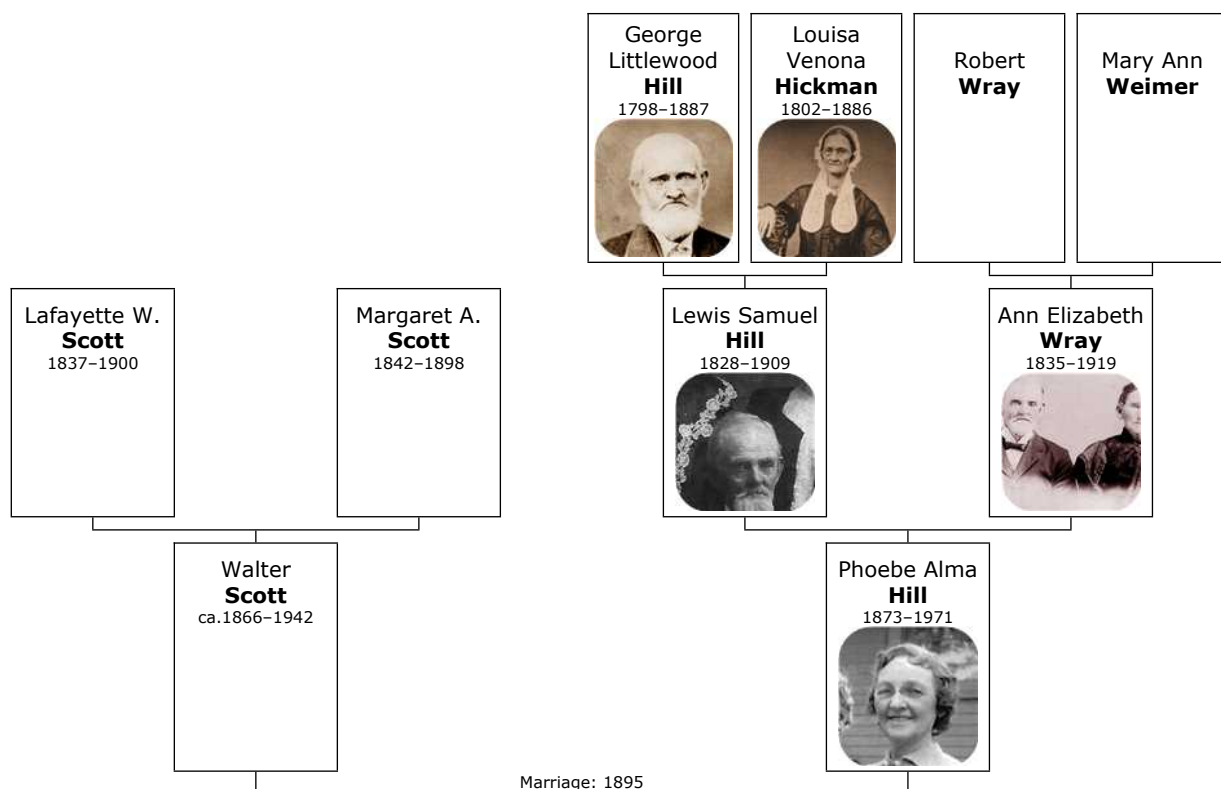 George
Littlewood
Hill
1798–1887
Louisa
Venona
Hickman
1802–1886
Robert
Wray
Mary Ann
Weimer
Lafayette W.
Scott
1837–1900
Margaret A.
Scott
1842–1898
Lewis Samuel
Hill
1828–1909
Ann Elizabeth
Wray
1835–1919
Walter
Scott
ca.1866–1942
Phoebe Alma
Hill
1873–1971
Marriage: 1895